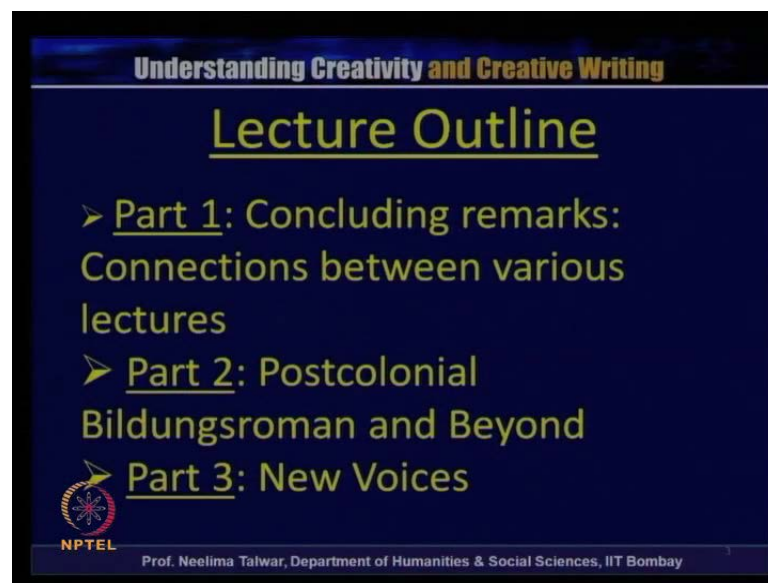 Understanding Creativity and Creative Writing
Lecture Outline
➢ Part 1: Concluding remarks:
Connections between various
lectures
➢ Part 2: Postcolonial
Bildungsroman and Beyond
➢ Part 3: New Voices
NPTEL
Prof. Neelima Talwar, Department of Humanities & Social Sciences, IIT Bombay
3